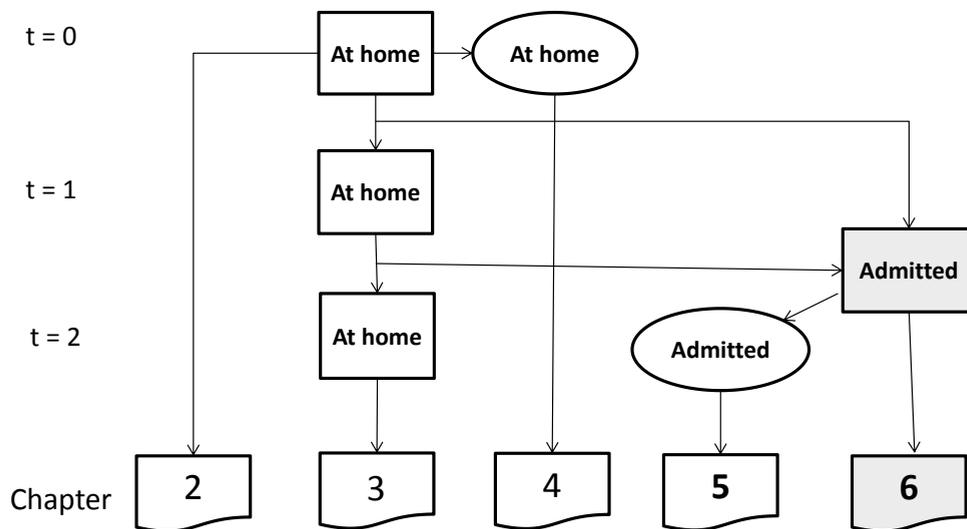 t = 0
At home
At home
t = 1
At home
Admitted
t = 2
At home
Admitted
Chapter
2
3
4
5
6